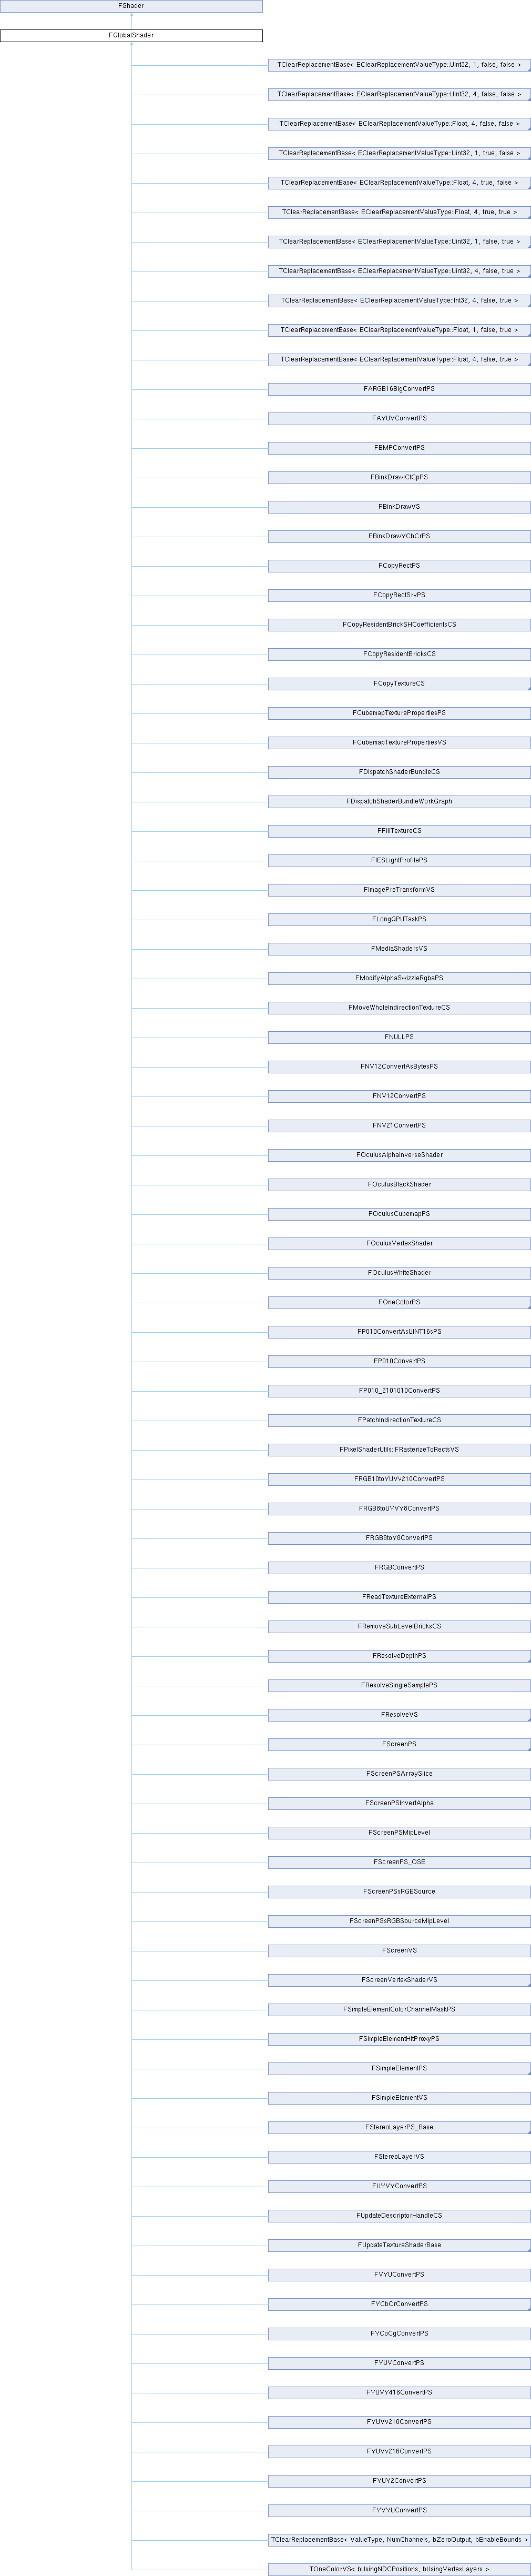 FShader
FGlobalShader
TClearReplacementBase< EClearReplacementValueType::Uint32, 1, false, false >
TClearReplacementBase< EClearReplacementValueType::Uint32, 4, false, false >
TClearReplacementBase< EClearReplacementValueType::Float, 4, false, false >
TClearReplacementBase< EClearReplacementValueType::Uint32, 1, true, false >
TClearReplacementBase< EClearReplacementValueType::Float, 4, true, false >
TClearReplacementBase< EClearReplacementValueType::Float, 4, true, true >
TClearReplacementBase< EClearReplacementValueType::Uint32, 1, false, true >
TClearReplacementBase< EClearReplacementValueType::Uint32, 4, false, true >
TClearReplacementBase< EClearReplacementValueType::Int32, 4, false, true >
TClearReplacementBase< EClearReplacementValueType::Float, 1, false, true >
TClearReplacementBase< EClearReplacementValueType::Float, 4, false, true >
FARGB16BigConvertPS
FAYUVConvertPS
FBMPConvertPS
FBinkDrawICtCpPS
FBinkDrawVS
FBinkDrawYCbCrPS
FCopyRectPS
FCopyRectSrvPS
FCopyResidentBrickSHCoefficientsCS
FCopyResidentBricksCS
FCopyTextureCS
FCubemapTexturePropertiesPS
FCubemapTexturePropertiesVS
FDispatchShaderBundleCS
FDispatchShaderBundleWorkGraph
FFillTextureCS
FIESLightProfilePS
FImagePreTransformVS
FLongGPUTaskPS
FMediaShadersVS
FModifyAlphaSwizzleRgbaPS
FMoveWholeIndirectionTextureCS
FNULLPS
FNV12ConvertAsBytesPS
FNV12ConvertPS
FNV21ConvertPS
FOculusAlphaInverseShader
FOculusBlackShader
FOculusCubemapPS
FOculusVertexShader
FOculusWhiteShader
FOneColorPS
FP010ConvertAsUINT16sPS
FP010ConvertPS
FP010_2101010ConvertPS
FPatchIndirectionTextureCS
FPixelShaderUtils::FRasterizeToRectsVS
FRGB10toYUVv210ConvertPS
FRGB8toUYVY8ConvertPS
FRGB8toY8ConvertPS
FRGBConvertPS
FReadTextureExternalPS
FRemoveSubLevelBricksCS
FResolveDepthPS
FResolveSingleSamplePS
FResolveVS
FScreenPS
FScreenPSArraySlice
FScreenPSInvertAlpha
FScreenPSMipLevel
FScreenPS_OSE
FScreenPSsRGBSource
FScreenPSsRGBSourceMipLevel
FScreenVS
FScreenVertexShaderVS
FSimpleElementColorChannelMaskPS
FSimpleElementHitProxyPS
FSimpleElementPS
FSimpleElementVS
FStereoLayerPS_Base
FStereoLayerVS
FUYVYConvertPS
FUpdateDescriptorHandleCS
FUpdateTextureShaderBase
FVYUConvertPS
FYCbCrConvertPS
FYCoCgConvertPS
FYUVConvertPS
FYUVY416ConvertPS
FYUVv210ConvertPS
FYUVv216ConvertPS
FYUY2ConvertPS
FYVYUConvertPS
TClearReplacementBase< ValueType, NumChannels, bZeroOutput, bEnableBounds >
TOneColorVS< bUsingNDCPositions, bUsingVertexLayers >